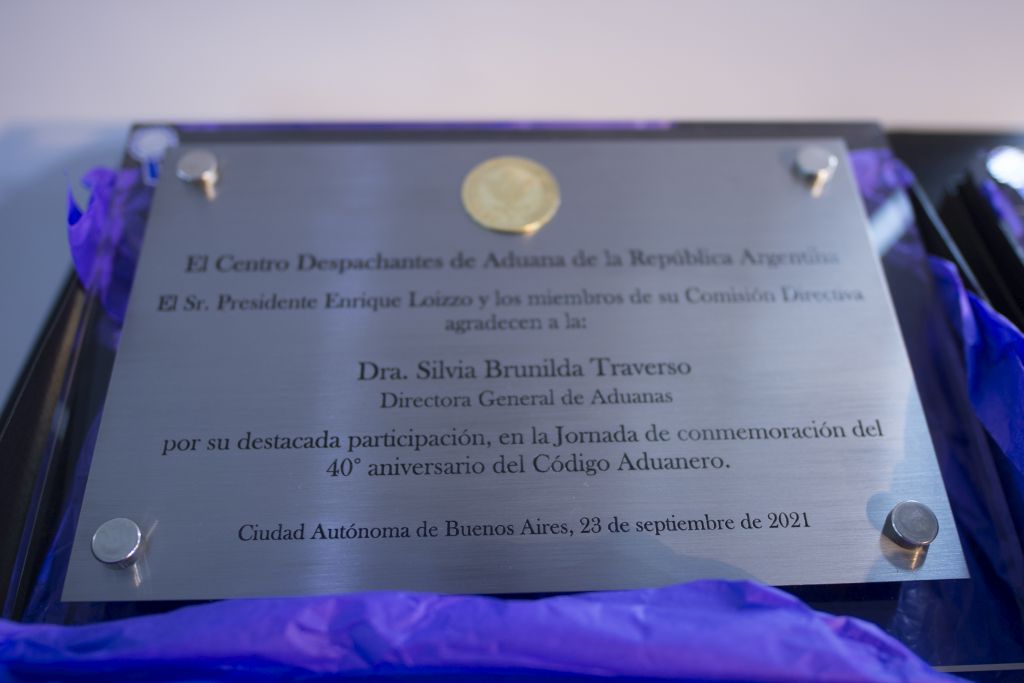 El Centro Despachantes de Aduana de la República Argentina
El Sr. Presidente Enrique Loizzo y los miembros de su Comisión Directiva
agradecen a la:
Dra. Silvia Brunilda Traverso
Directora General de Aduanas
por su destacada participación, en la Jornada de conmemoración del
40° aniversario del Código Aduanero.
Ciudad Autónoma de Buenos Aires, 23 de septiembre de 2021